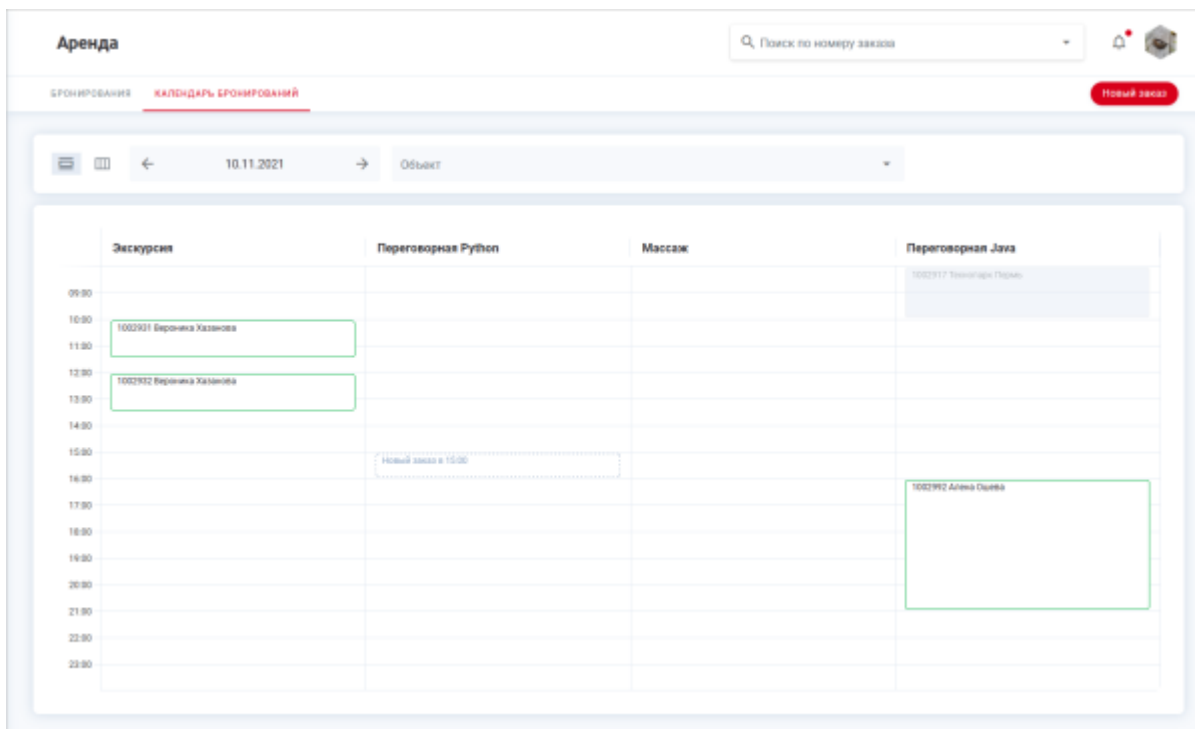 Аренда
Поиск по номеру заказа
БРОНИРОВАНИЯ
КАЛЕНДАРЬ БРОНИРОВАНИЙ
Новый заказ
10.11.2021
Объект
Экскурсия
Переговорная Python
Массаж
Переговорная Java
1002917 Технопарк Пермь
09:00
10:00
1002931 Вероника Хазанова
11:00
12:00
1002932 Вероника Хазанова
13:00
14:00
15:00
Новый заказ в 15:00
16:00
1002992 Алена
17:00
18:00
19:00
20:00
21:00
22:00
23:00